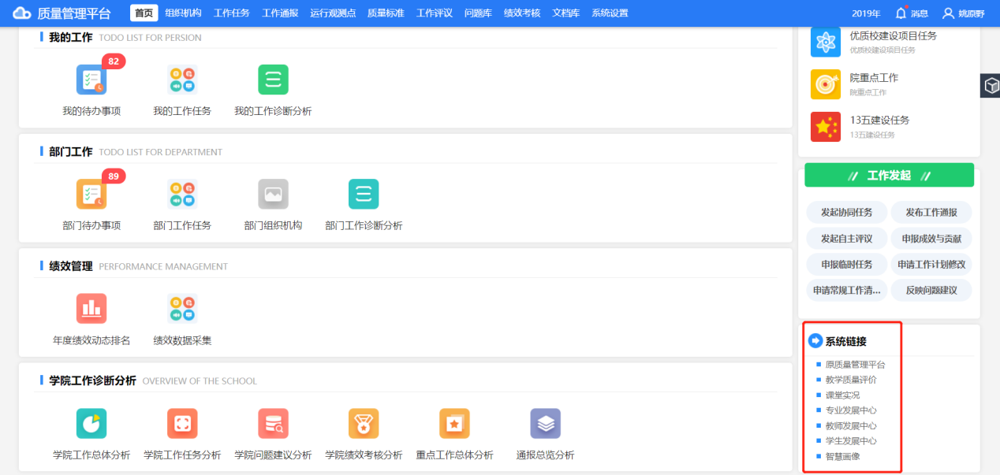 质量管理平台 首页 组织机构 工作任务 工作通报 运行观测点 质量标准 工作评议 问题库 绩效考核 文档库 系统设置 2019年 消息 姚原野
我的工作 TODO LIST FOR PERSION
82
我的待办事项 我的工作任务 我的工作诊断分析
部门工作 TODO LIST FOR DEPARTMENT
89
部门待办事项 部门工作任务 部门组织机构 部门工作诊断分析
绩效管理 PERFORMANCE MANAGEMENT
年度绩效动态排名 绩效数据采集
学院工作诊断分析 OVERVIEW OF THE SCHOOL
学院工作总体分析 学院工作任务分析 学院问题建议分析 学院绩效考核分析 重点工作总体分析 通报总览分析
优质校建设项目任务
优质校建设项目任务
院重点工作
院重点工作
13五建设任务
13五建设任务
// 工作发起 //
发起协同任务 发布工作通报
发起自主评议 申报成效与贡献
申报临时任务 申请工作计划修改
申请常规工作清... 反映问题建议
系统链接
原质量管理平台
教学质量评价
课堂实况
专业发展中心
教师发展中心
学生发展中心
智慧画像